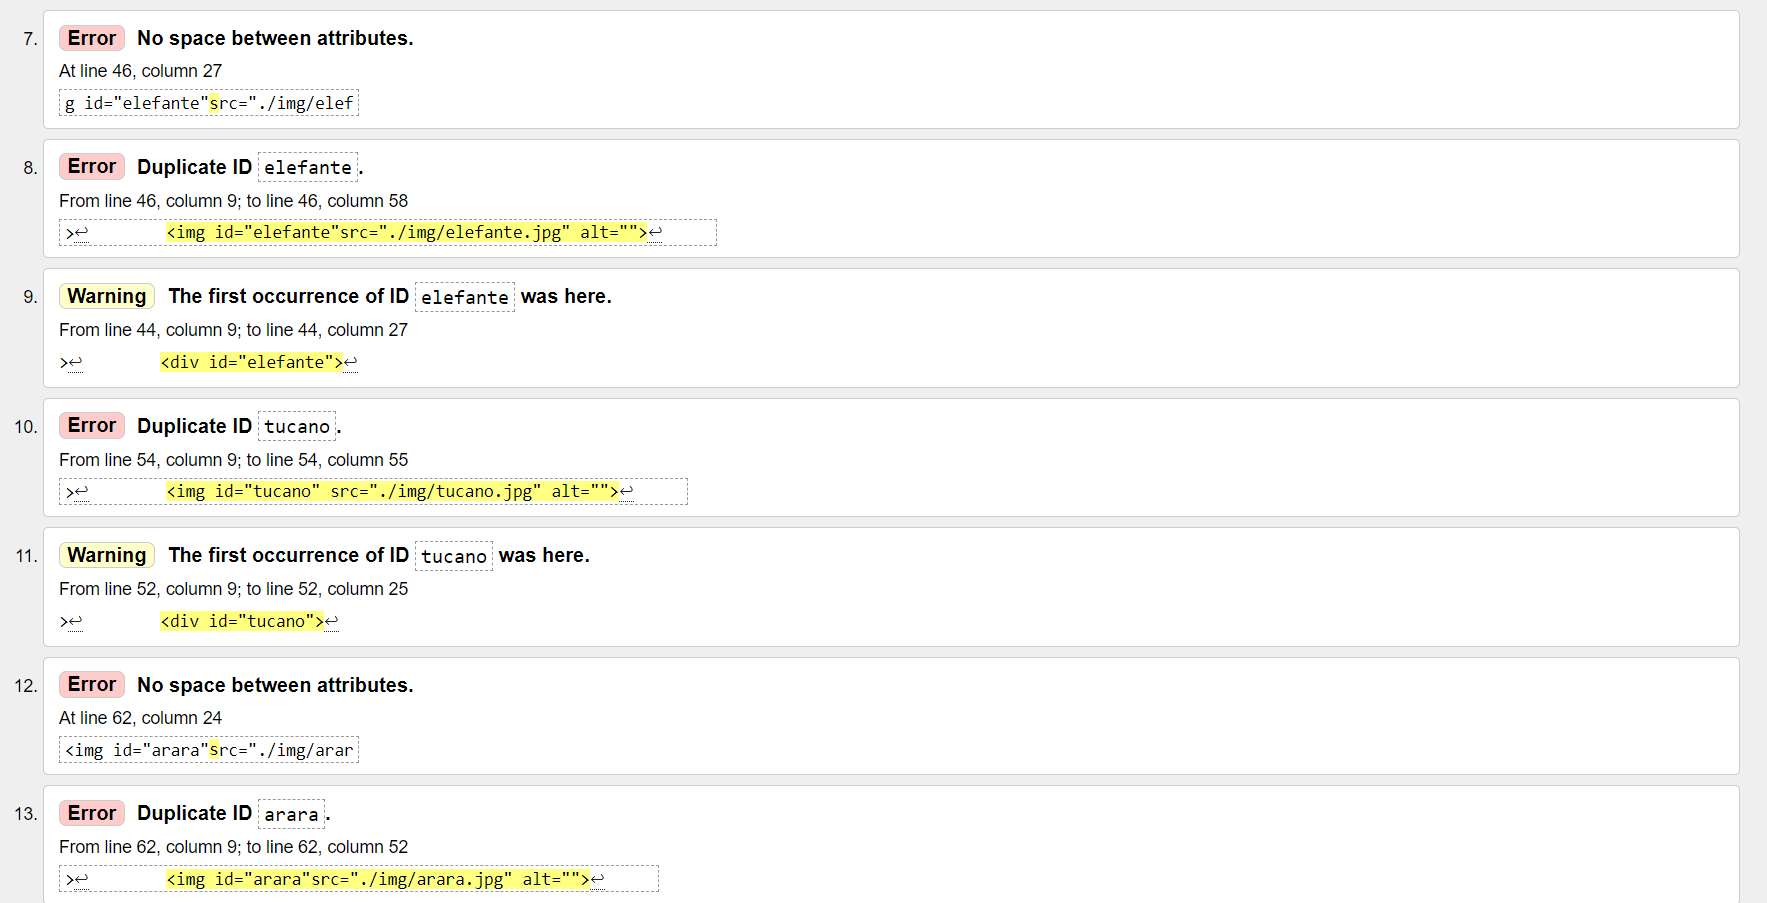 7. Error No space between attributes.
At line 46, column 27
g id="elefante"src="./img/elef
8. Error Duplicate ID elefante.
From line 46, column 9; to line 46, column 58
>↩ <img id="elefante"src="./img/elefante.jpg" alt="">↩
9. Warning The first occurrence of ID elefante was here.
From line 44, column 9; to line 44, column 27
>↩ <div id="elefante">↩
10. Error Duplicate ID tucano.
From line 54, column 9; to line 54, column 55
>↩ <img id="tucano" src="./img/tucano.jpg" alt="">↩
11. Warning The first occurrence of ID tucano was here.
From line 52, column 9; to line 52, column 25
>↩ <div id="tucano">↩
12. Error No space between attributes.
At line 62, column 24
<img id="arara"src="./img/arar
13. Error Duplicate ID arara.
From line 62, column 9; to line 62, column 52
>↩ <img id="arara"src="./img/arara.jpg" alt="">↩